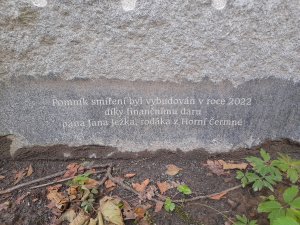 Pomník smíření byl vybudován v roce 2022
díky finančnímu daru
pana Jana Ježka, rodáka z Horní Čermné